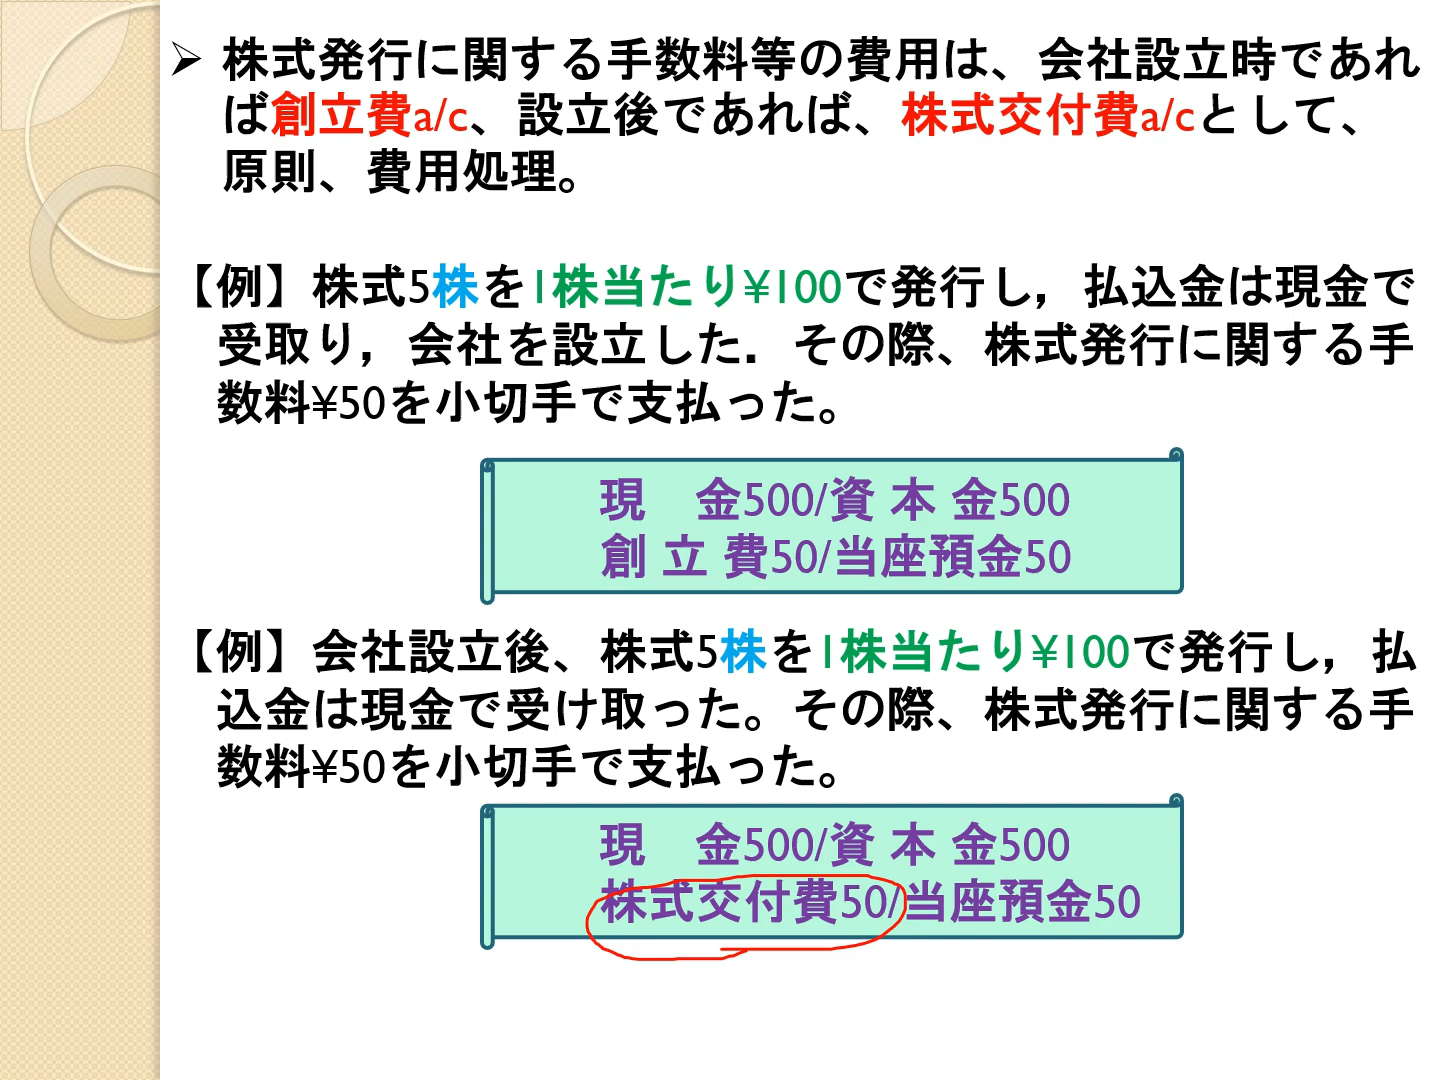 ➢ 株式発行に関する手数料等の費用は、会社設立時であれ
ば創立費a/c、設立後であれば、株式交付費a/cとして、
原則、費用処理。
【例】株式5株を1株当たり¥100で発行し，払込金は現金で
受取り，会社を設立した．その際、株式発行に関する手
数料¥50を小切手で支払った。
現　金500/資 本 金500
創 立 費50/当座預金50
【例】会社設立後、株式5株を1株当たり¥100で発行し，払
込金は現金で受け取った。その際、株式発行に関する手
数料¥50を小切手で支払った。
現　金500/資 本 金500
株式交付費50/当座預金50